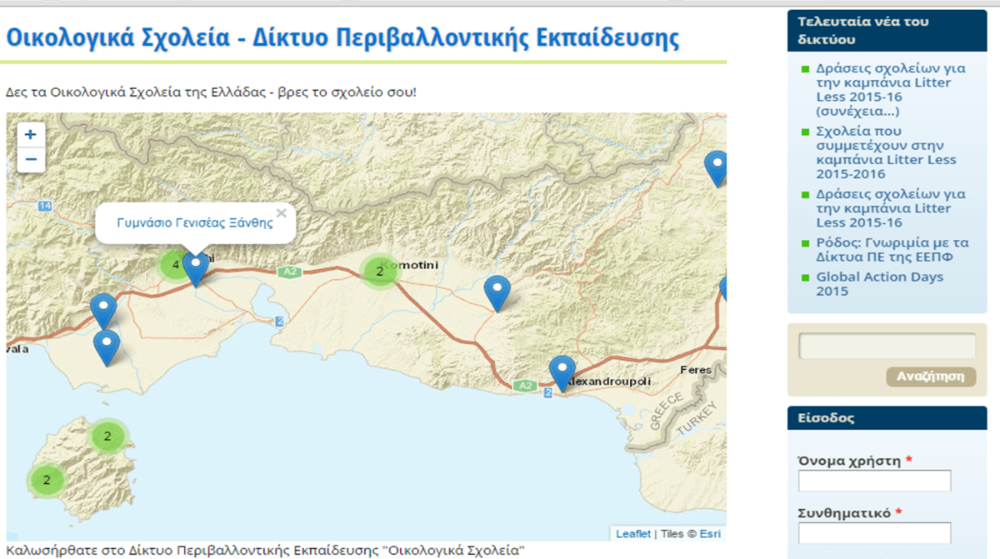 Οικολογικά Σχολεία - Δίκτυο Περιβαλλοντικής Εκπαίδευσης
Δες τα Οικολογικά Σχολεία της Ελλάδας - βρες το σχολείο σου!
+
−
14
Γυμνάσιο Γενισέας Ξάνθης
×
4
A2
2
Komotini
2
A2
2
Alexandroupoli
Feres
GREECE
TURKEY
2
2
Leaflet | Tiles © Esri
Καλωσήρθατε στο Δίκτυο Περιβαλλοντικής Εκπαίδευσης "Οικολογικά Σχολεία"
Τελευταία νέα του
δικτύου
Δράσεις σχολείων για
την καμπάνια Litter
Less 2015-16
(συνέχεια...)
Σχολεία που
συμμετέχουν στην
καμπάνια Litter Less
2015-2016
Δράσεις σχολείων για
την καμπάνια Litter
Less 2015-16
Ρόδος: Γνωριμία με τα
Δίκτυα ΠΕ της ΕΕΠΦ
Global Action Days
2015
Αναζήτηση
Είσοδος
Όνομα χρήστη *
Συνθηματικό *